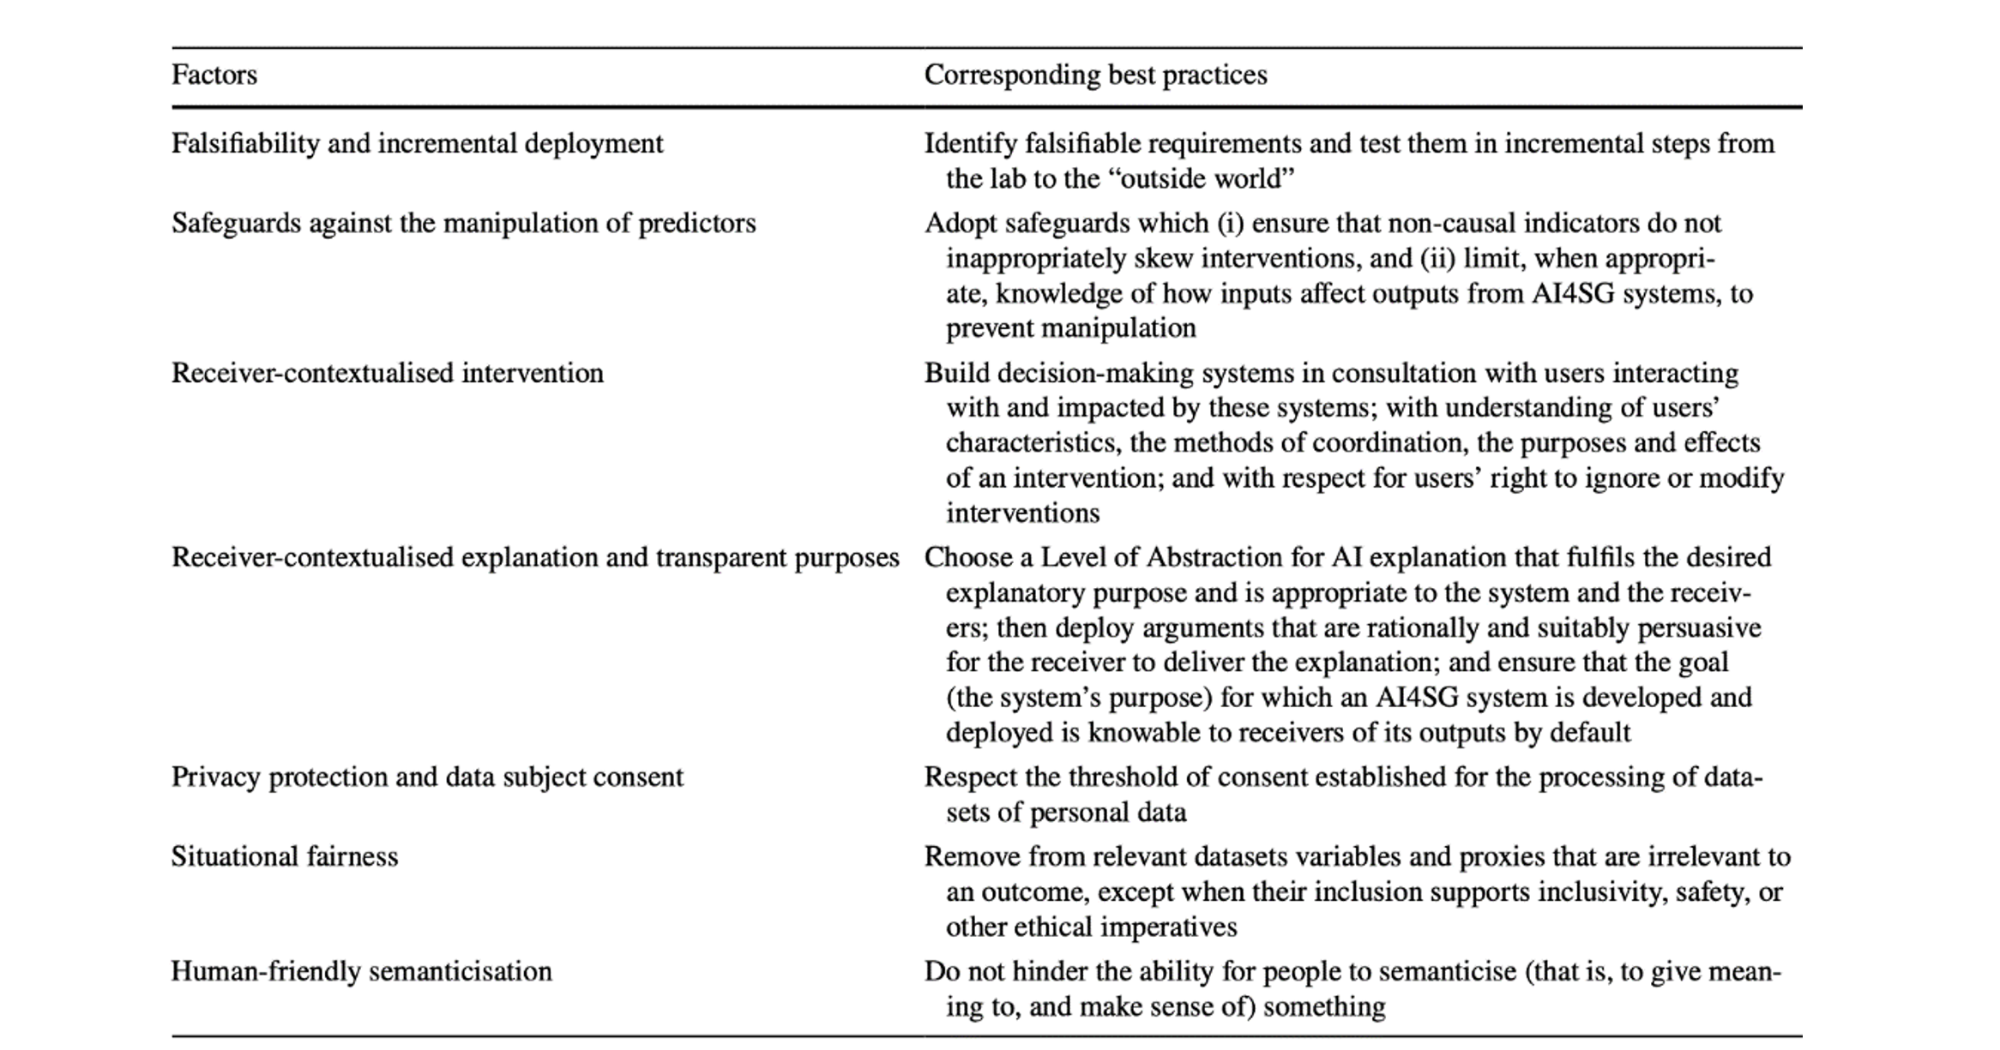 Factors Corresponding best practices
Falsifiability and incremental deployment Identify falsifiable requirements and test them in incremental steps from
the lab to the “outside world”
Safeguards against the manipulation of predictors Adopt safeguards which (i) ensure that non-causal indicators do not
inappropriately skew interventions, and (ii) limit, when appropri-
ate, knowledge of how inputs affect outputs from AI4SG systems, to
prevent manipulation
Receiver-contextualised intervention Build decision-making systems in consultation with users interacting
with and impacted by these systems; with understanding of users’
characteristics, the methods of coordination, the purposes and effects
of an intervention; and with respect for users’ right to ignore or modify
interventions
Receiver-contextualised explanation and transparent purposes Choose a Level of Abstraction for AI explanation that fulfils the desired
explanatory purpose and is appropriate to the system and the receiv-
ers; then deploy arguments that are rationally and suitably persuasive
for the receiver to deliver the explanation; and ensure that the goal
(the system’s purpose) for which an AI4SG system is developed and
deployed is knowable to receivers of its outputs by default
Privacy protection and data subject consent Respect the threshold of consent established for the processing of data-
sets of personal data
Situational fairness Remove from relevant datasets variables and proxies that are irrelevant to
an outcome, except when their inclusion supports inclusivity, safety, or
other ethical imperatives
Human-friendly semanticisation Do not hinder the ability for people to semanticise (that is, to give mean-
ing to, and make sense of) something